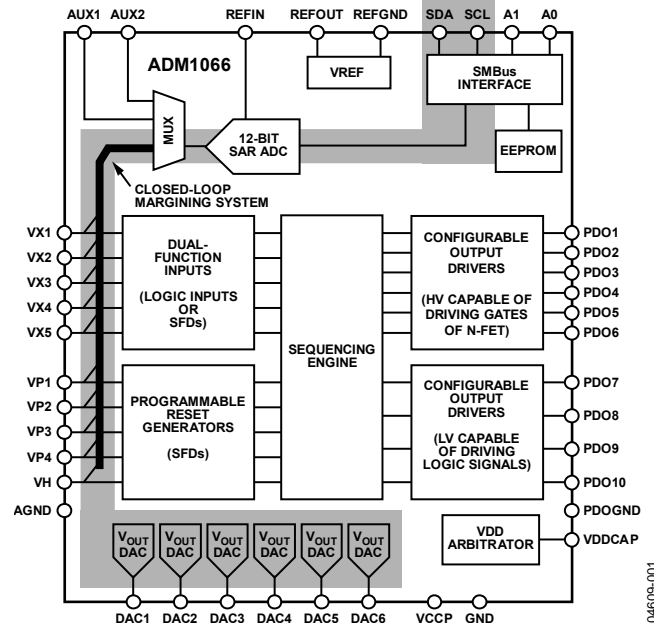 AUX1 AUX2 REFIN REFOUT REFGND SDA SCL A1 A0
ADM1066
VREF
SMBus
INTERFACE
MUX
12-BIT
SAR ADC
EEPROM
CLOSED-LOOP
MARGINING SYSTEM
VX1
VX2
VX3
VX4
VX5
VP1
VP2
VP3
VP4
VH
AGND
DUAL-
FUNCTION
INPUTS
(LOGIC INPUTS
OR
SFDs)
PROGRAMMABLE
RESET
GENERATORS
(SFDs)
SEQUENCING
ENGINE
CONFIGURABLE
OUTPUT
DRIVERS
(HV CAPABLE OF
DRIVING GATES
OF N-FET)
CONFIGURABLE
OUTPUT
DRIVERS
(LV CAPABLE
OF DRIVING
LOGIC SIGNALS)
PDO1
PDO2
PDO3
PDO4
PDO5
PDO6
PDO7
PDO8
PDO9
PDO10
PDOGND
VDDCAP
VDD
ARBITRATOR
VOUT VOUT VOUT VOUT VOUT VOUT
DAC DAC DAC DAC DAC DAC
DAC1 DAC2 DAC3 DAC4 DAC5 DAC6 VCCP GND
04609-001